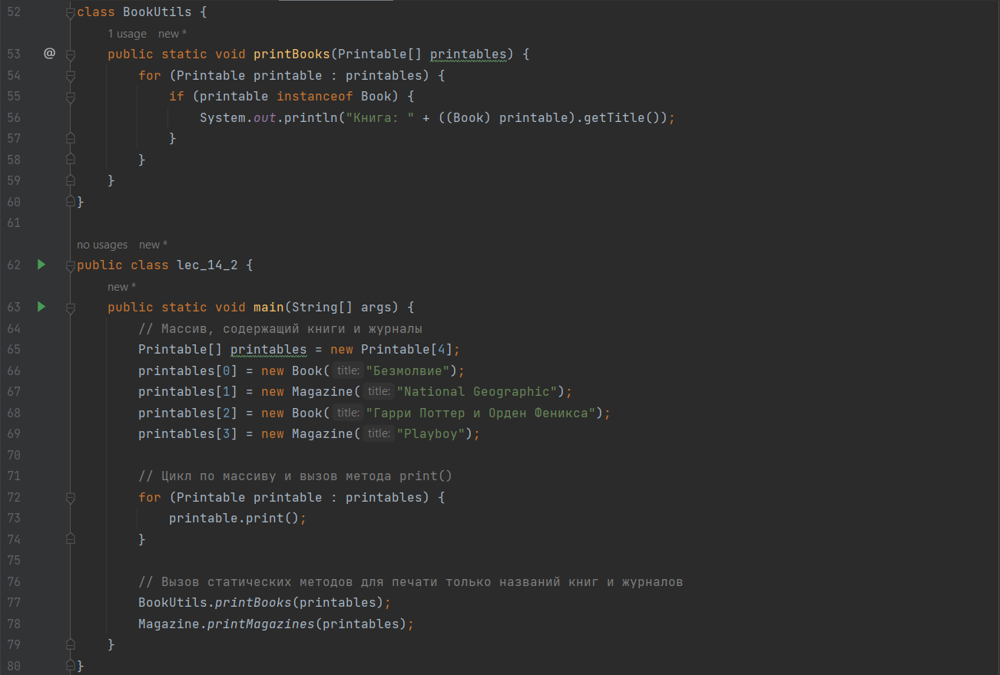 52 class BookUtils {
1 usage new *
53 @ public static void printBooks(Printable[] printables) {
54 for (Printable printable : printables) {
55 if (printable instanceof Book) {
56 System.out.println("Книга: " + ((Book) printable).getTitle());
57 }
58 }
59 }
60 }
61
no usages new *
62 public class lec_14_2 {
new *
63 public static void main(String[] args) {
64 // Массив, содержащий книги и журналы
65 Printable[] printables = new Printable[4];
66 printables[0] = new Book( title: "Безмолвие");
67 printables[1] = new Magazine( title: "National Geographic");
68 printables[2] = new Book( title: "Гарри Поттер и Орден Феникса");
69 printables[3] = new Magazine( title: "Playboy");
70
71 // Цикл по массиву и вызов метода print()
72 for (Printable printable : printables) {
73 printable.print();
74 }
75
76 // Вызов статических методов для печати только названий книг и журналов
77 BookUtils.printBooks(printables);
78 Magazine.printMagazines(printables);
79 }
80 }